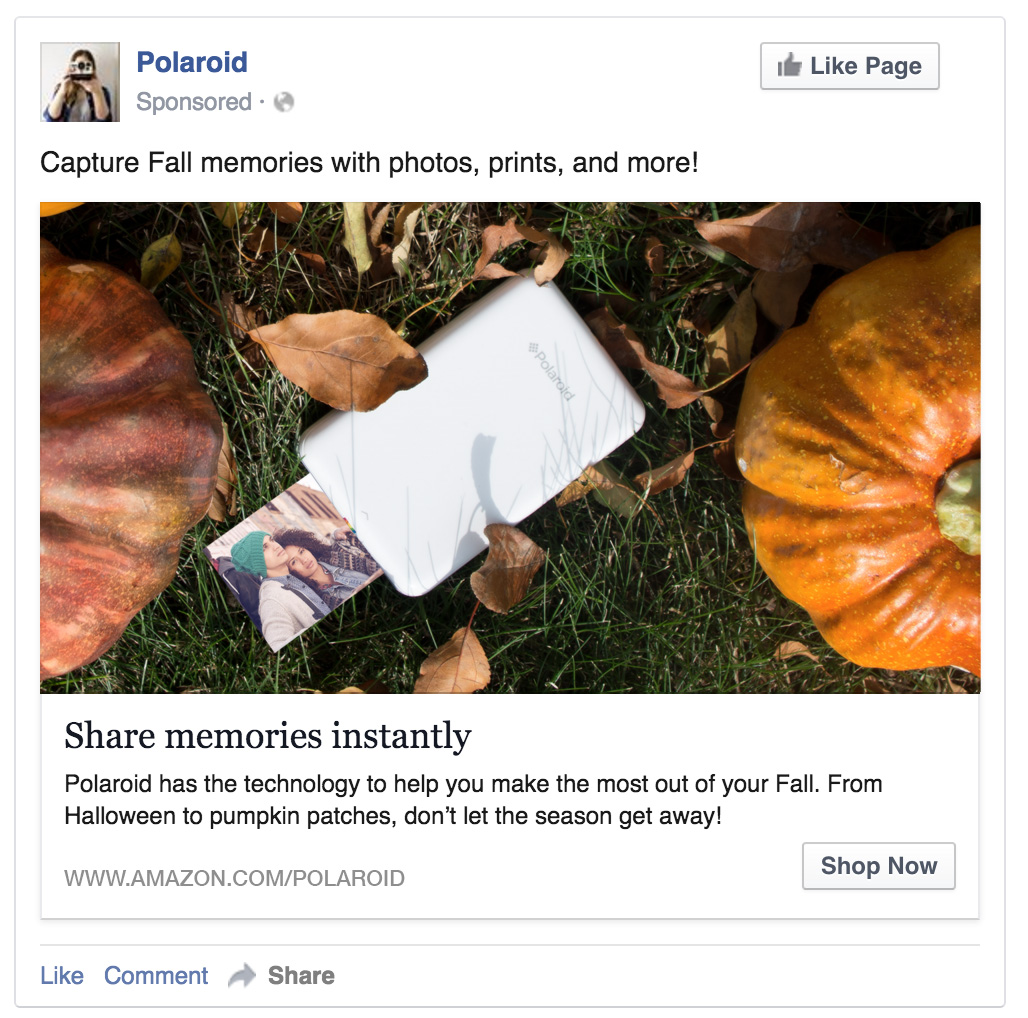 Polaroid
Like Page
Sponsored ·
Capture Fall memories with photos, prints, and more!
Polaroid
Share memories instantly
Polaroid has the technology to help you make the most out of your Fall. From
Halloween to pumpkin patches, don’t let the season get away!
WWW.AMAZON.COM/POLAROID
Shop Now
Like Comment Share